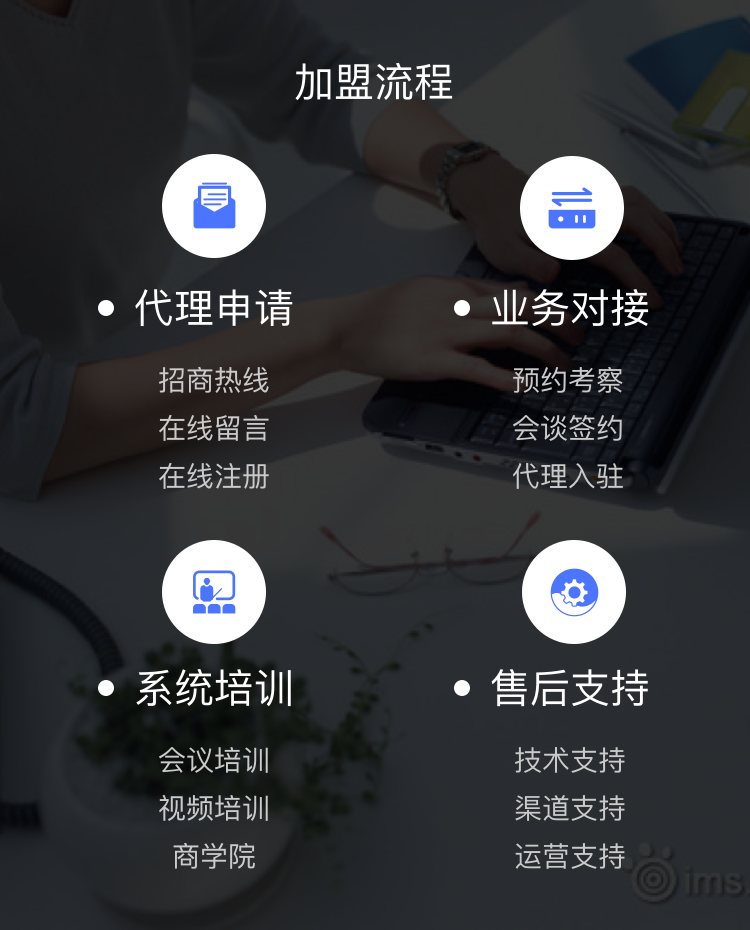 加盟流程
代理申请
招商热线
在线留言
在线注册
业务对接
预约考察
会谈签约
代理入驻
系统培训
会议培训
视频培训
商学院
售后支持
技术支持
渠道支持
运营支持
ims